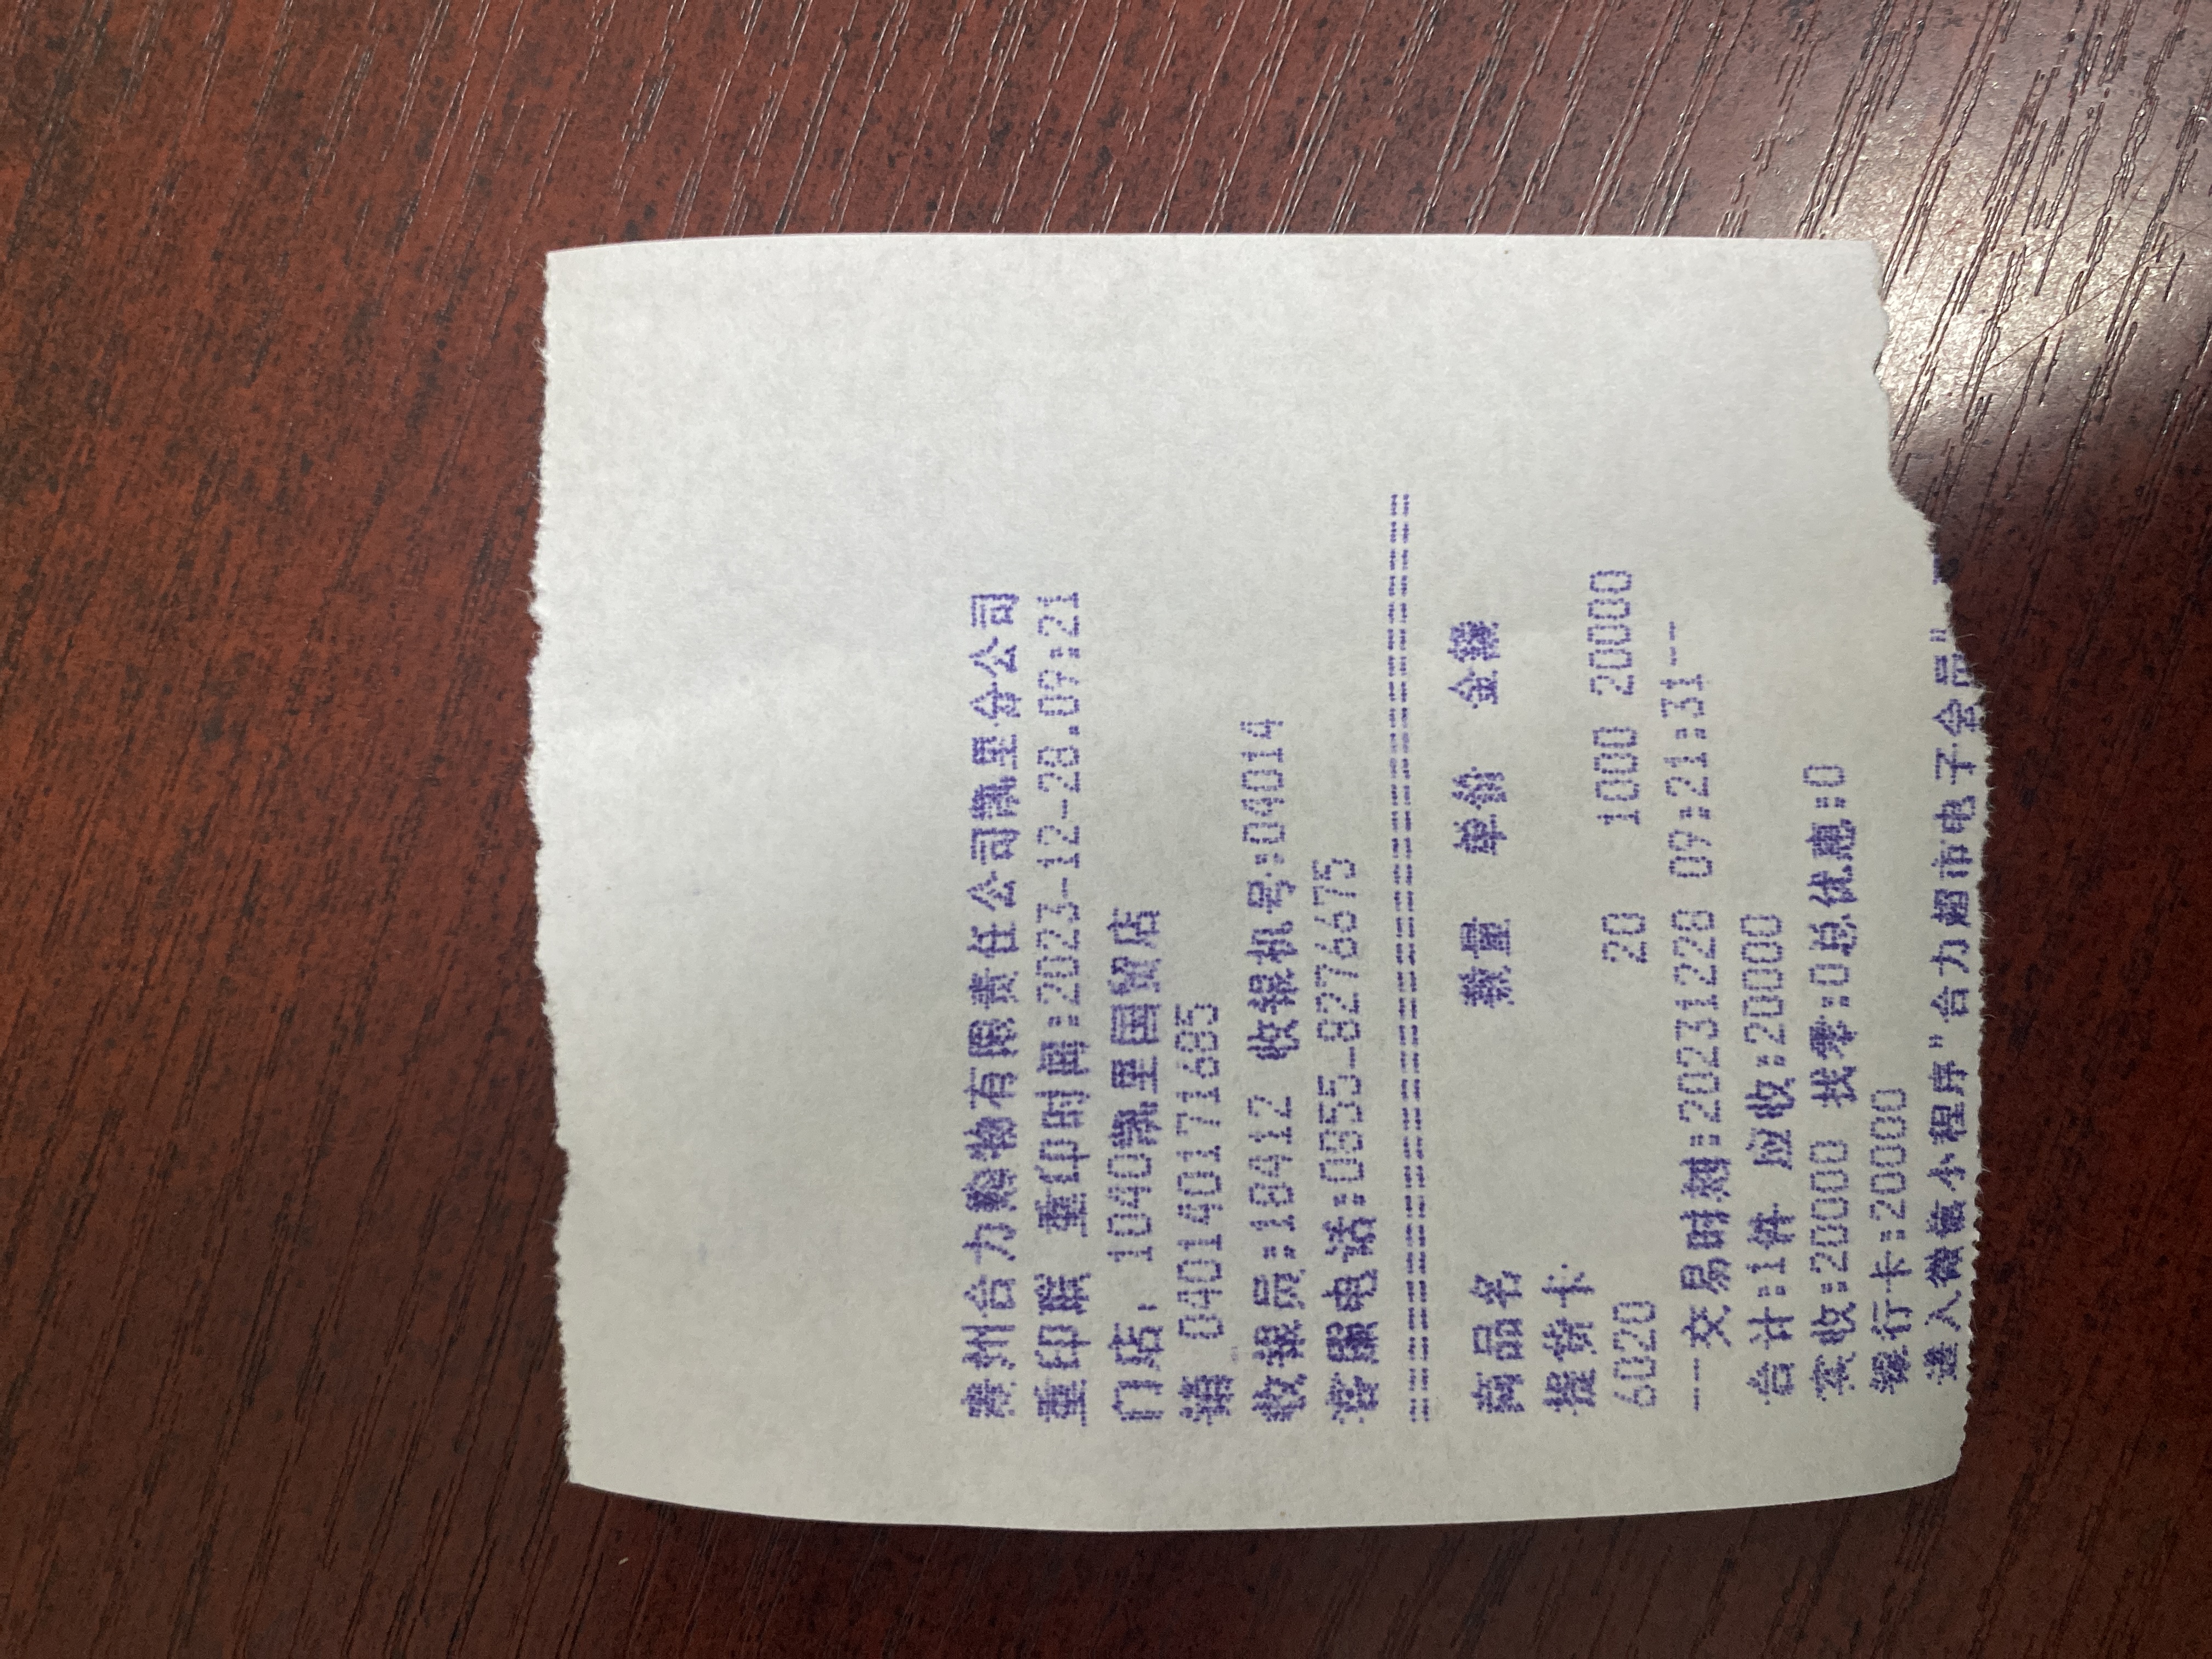 贵州合力购物有限责任公司凯里分公司
重印联 重印时间:2023-12-28.09:21
门店: 1040凯里国贸店
销 04014017171685
收银员:18412 收银机号:04014
客服电话:0855-8276675
==========================================
商品名 数量 单价 金额
提货卡
6020 20 1000 20000
---交易时刻:20231228 09:21:31--
合计:1件 应收:20000
实收:20000 找零:0总优惠:0
银行卡:20000
进入微信小程序"合力超市电子会员"